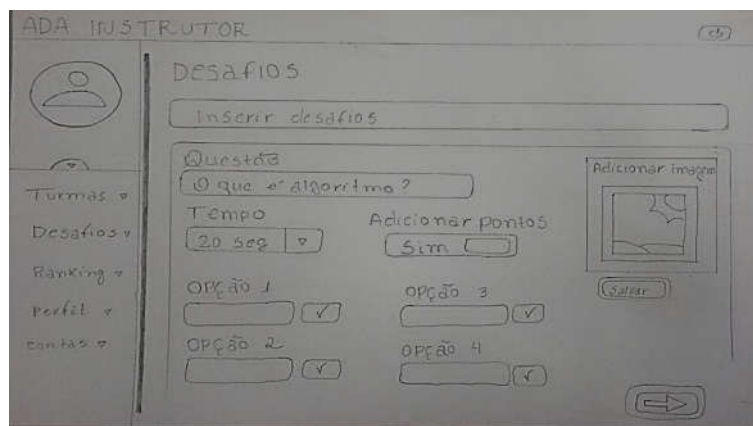 ADA INSTRUTOR
Desafios
Inserir desafios
Questão
O que é algoritmo?
Adicionar imagem
Tempo
20 seg
Adicionar pontos
Sim
Salvar
Opção 1
Opção 3
Opção 2
Opção 4
Turmas
Desafios
Ranking
Perfil
contas